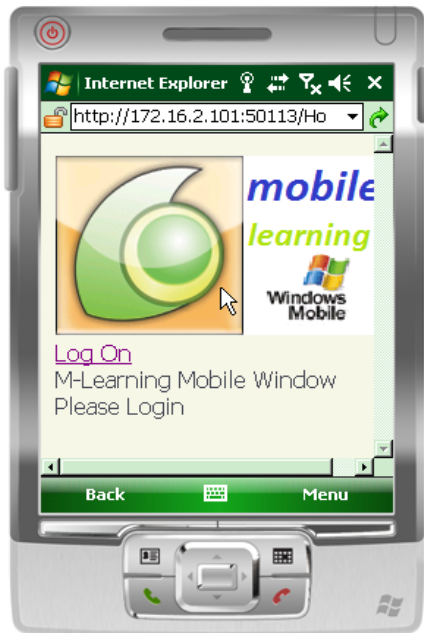 Internet Explorer
http://172.16.2.101:50113/Ho
mobile
learning
Windows
Mobile
Log On
M-Learning Mobile Window
Please Login
Back Menu